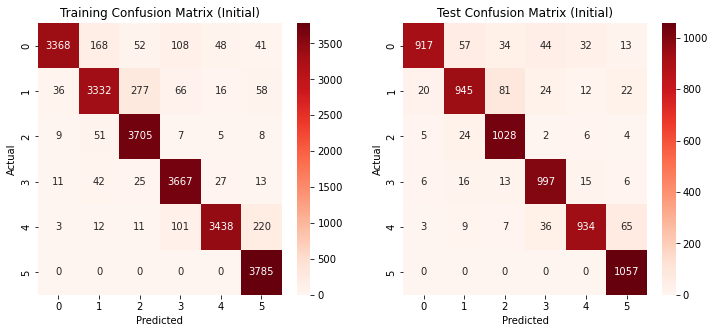 Training Confusion Matrix (Initial)
0 3368 168 52 108 48 41
1 36 3332 277 66 16 58
2 9 51 3705 7 5 8
3 11 42 25 3667 27 13
4 3 12 11 101 3438 220
5 0 0 0 0 0 3785
0 1 2 3 4 5
Actual
Predicted
3500
3000
2500
2000
1500
1000
500
0
Test Confusion Matrix (Initial)
0 917 57 34 44 32 13
1 20 945 81 24 12 22
2 5 24 1028 2 6 4
3 6 16 13 997 15 6
4 3 9 7 36 934 65
5 0 0 0 0 0 1057
0 1 2 3 4 5
Actual
Predicted
1000
800
600
400
200
0